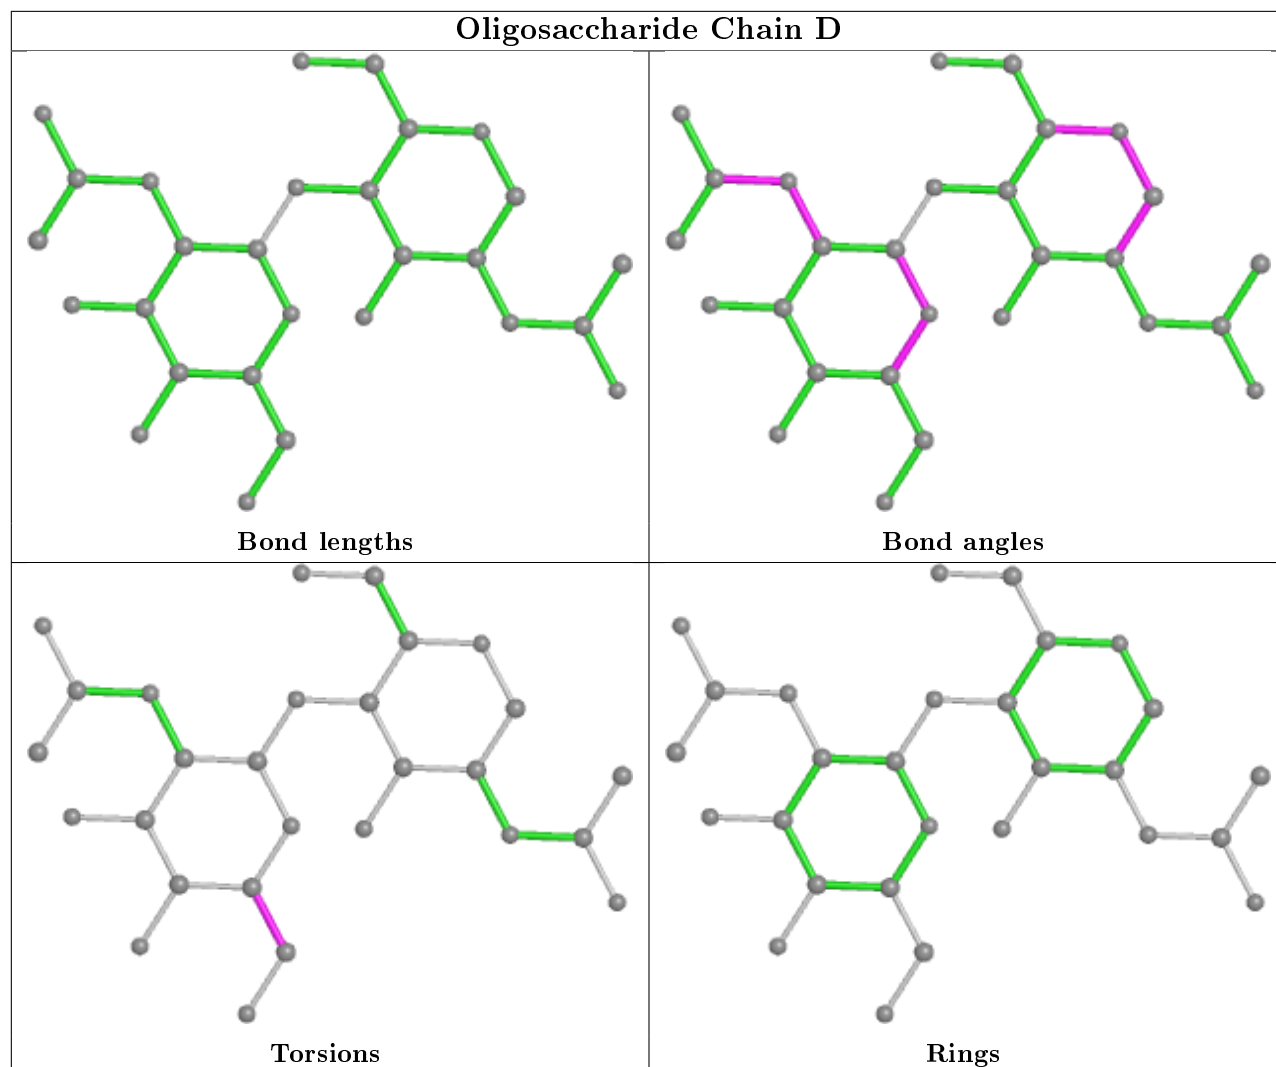 Oligosaccharide Chain D
Bond lengths
Bond angles
Torsions
Rings